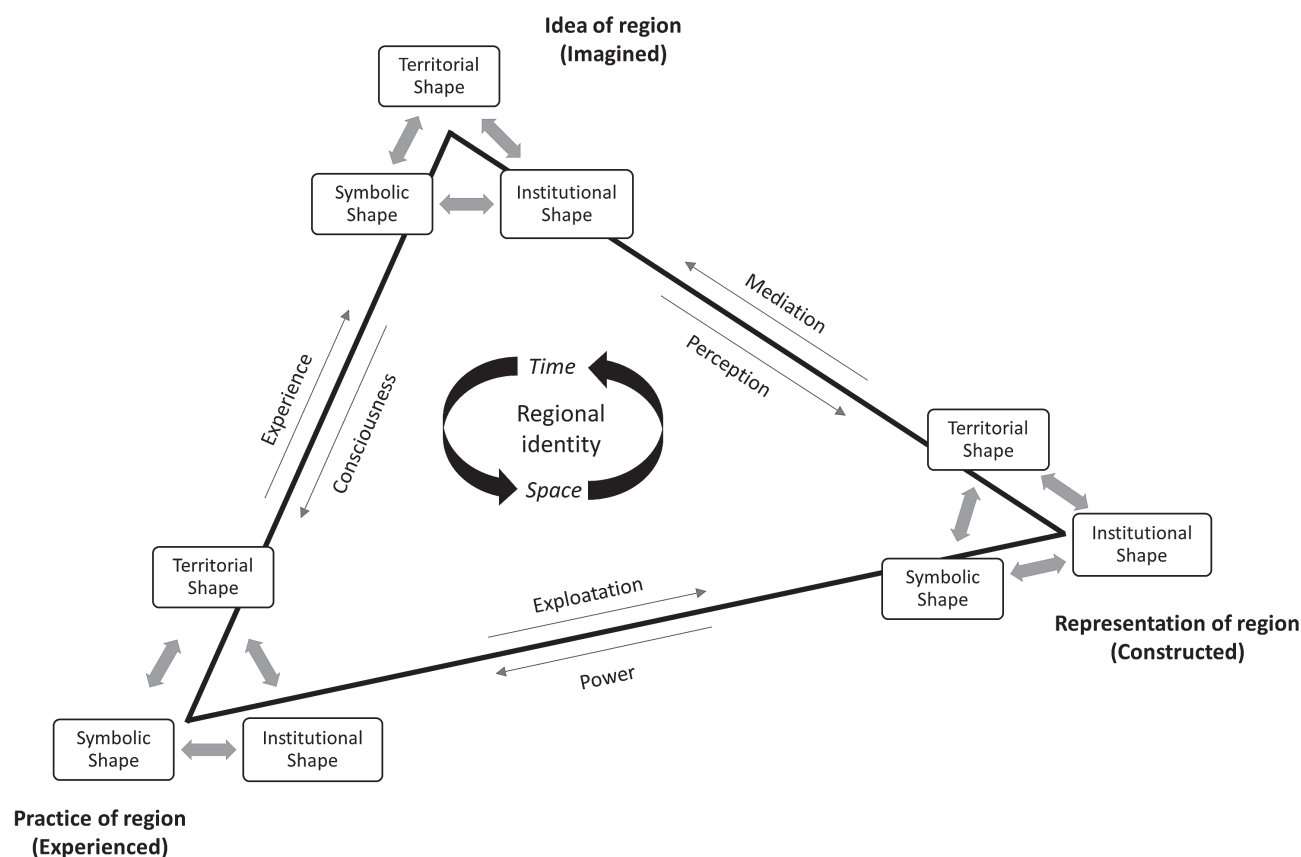 Idea of region
(Imagined)
Territorial
Shape
Symbolic
Shape
Institutional
Shape
Mediation
Perception
Experience
Consciousness
Time
Regional
identity
Space
Territorial
Shape
Institutional
Shape
Symbolic
Shape
Representation of region
(Constructed)
Exploatation
Power
Territorial
Shape
Symbolic
Shape
Institutional
Shape
Practice of region
(Experienced)